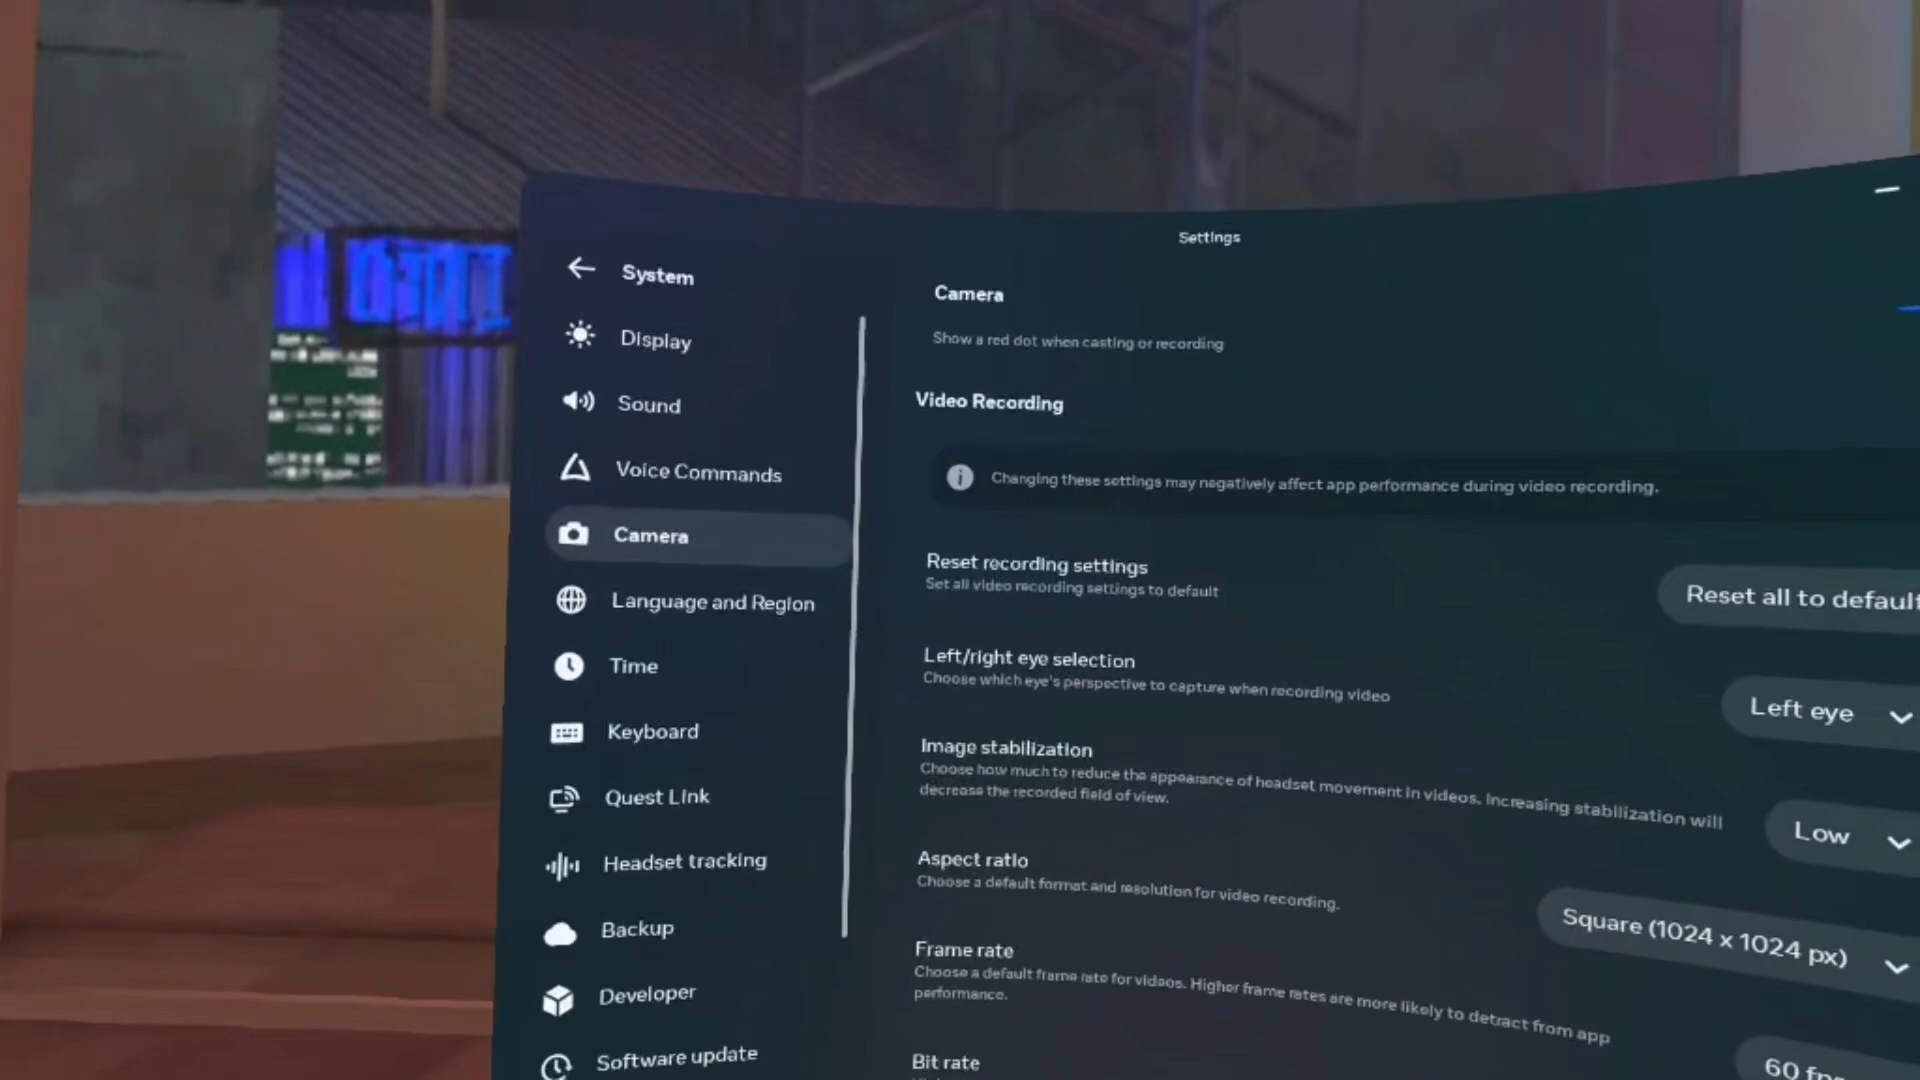 Settings
System
Display
Sound
Voice Commands
Camera
Language and Region
Time
Keyboard
Quest Link
Headset tracking
Backup
Developer
Software update
Camera
Show a red dot when casting or recording
Video Recording
Changing these settings may negatively affect app performance during video recording.
Reset recording settings
Set all video recording settings to default
Reset all to default
Left/right eye selection
Choose which eye's perspective to capture when recording video
Left eye
Image stabilization
Choose how much to reduce the appearance of headset movement in videos. Increasing stabilization will
decrease the recorded field of view.
Low
Aspect ratio
Choose a default format and resolution for video recording.
Square (1024 x 1024 px)
Frame rate
Choose a default frame rate for videos. Higher frame rates are more likely to detract from app
performance.
60
Bit rate